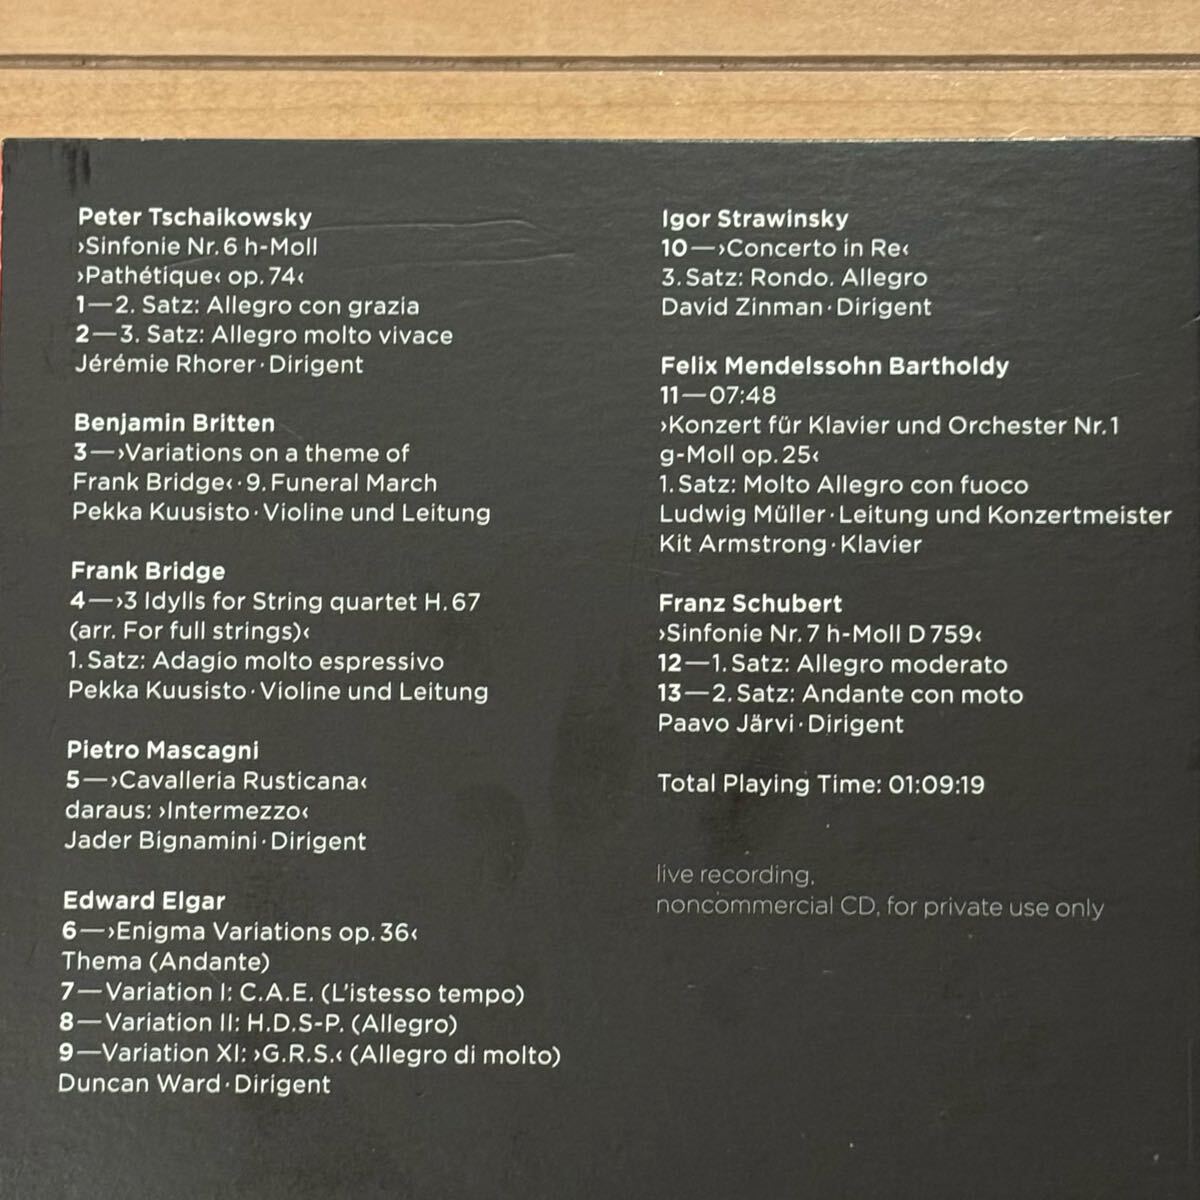 Peter Tschaikowsky
›Sinfonie Nr. 6 h-Moll
›Pathétique‹ op. 74‹
1—2. Satz: Allegro con grazia
2—3. Satz: Allegro molto vivace
Jérémie Rhorer · Dirigent
Benjamin Britten
3—›Variations on a theme of
Frank Bridge‹ · 9. Funeral March
Pekka Kuusisto · Violine und Leitung
Frank Bridge
4—›3 Idylls for String quartet H. 67
(arr. For full strings)‹
1. Satz: Adagio molto espressivo
Pekka Kuusisto · Violine und Leitung
Pietro Mascagni
5—›Cavalleria Rusticana‹
daraus: ›Intermezzo‹
Jader Bignamini · Dirigent
Edward Elgar
6—›Enigma Variations op. 36‹
Thema (Andante)
7—Variation I: C.A.E. (L'istesso tempo)
8—Variation II: H.D.S-P. (Allegro)
9—Variation XI: ›G.R.S.‹ (Allegro di molto)
Duncan Ward · Dirigent
Igor Strawinsky
10—›Concerto in Re‹
3. Satz: Rondo. Allegro
David Zinman · Dirigent
Felix Mendelssohn Bartholdy
11—07:48
›Konzert für Klavier und Orchester Nr. 1
g-Moll op. 25‹
1. Satz: Molto Allegro con fuoco
Ludwig Müller · Leitung und Konzertmeister
Kit Armstrong · Klavier
Franz Schubert
›Sinfonie Nr. 7 h-Moll D 759‹
12—1. Satz: Allegro moderato
13—2. Satz: Andante con moto
Paavo Järvi · Dirigent
Total Playing Time: 01:09:19
live recording,
noncommercial CD, for private use only